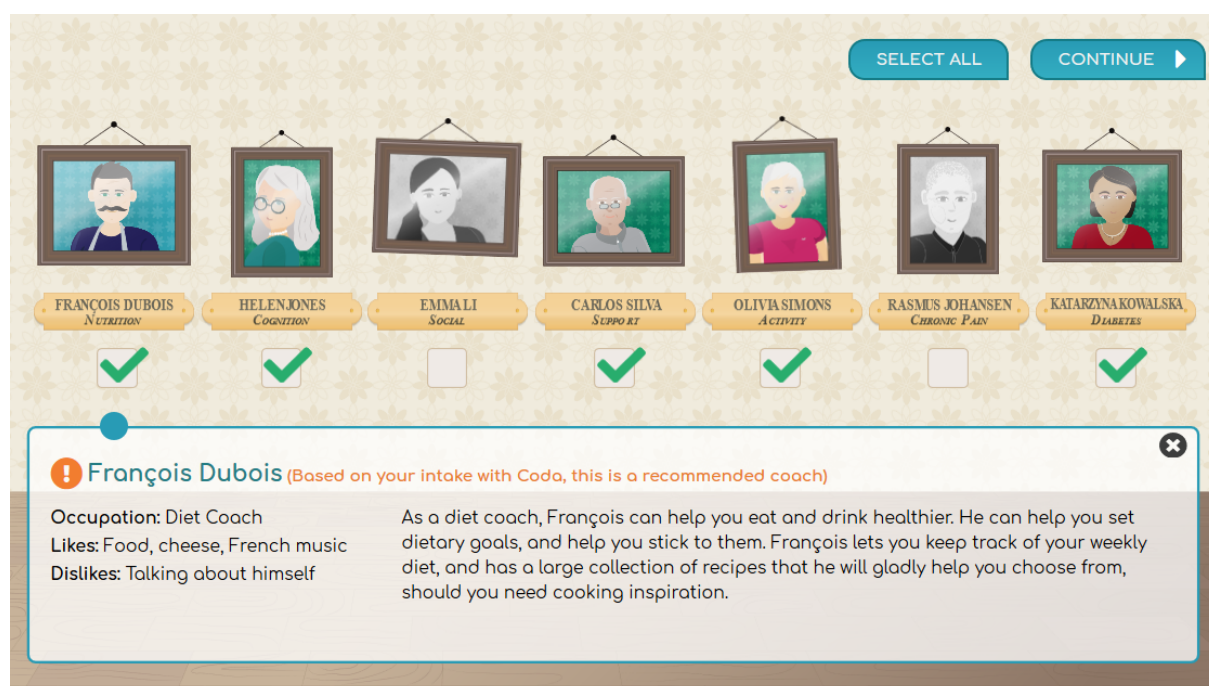 SELECT ALL
CONTINUE
FRANÇOIS DUBOIS
NUTRITION
HELEN JONES
COGNITION
EMMA LI
SOCIAL
CARLOS SILVA
SUPPORT
OLIVIA SIMONS
ACTIVITY
RASMUS JOHANSEN
CHRONIC PAIN
KATARZYNA KOWALSKA
DIABETES
François Dubois (Based on your intake with Coda, this is a recommended coach)
Occupation: Diet Coach
Likes: Food, cheese, French music
Dislikes: Talking about himself
As a diet coach, François can help you eat and drink healthier. He can help you set
dietary goals, and help you stick to them. François lets you keep track of your weekly
diet, and has a large collection of recipes that he will gladly help you choose from,
should you need cooking inspiration.